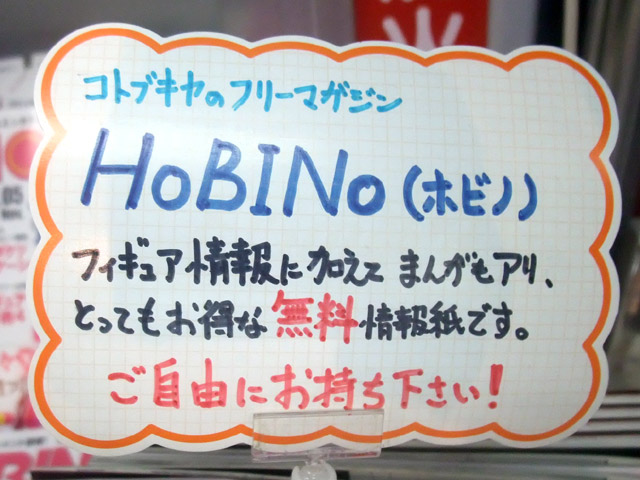 コトブキヤのフリーマガジン
HoBINo(ホビノ)
フィギュア情報に加えて まんがもアリ、
とってもお得な無料情報紙です。
ご自由にお持ち下さい!